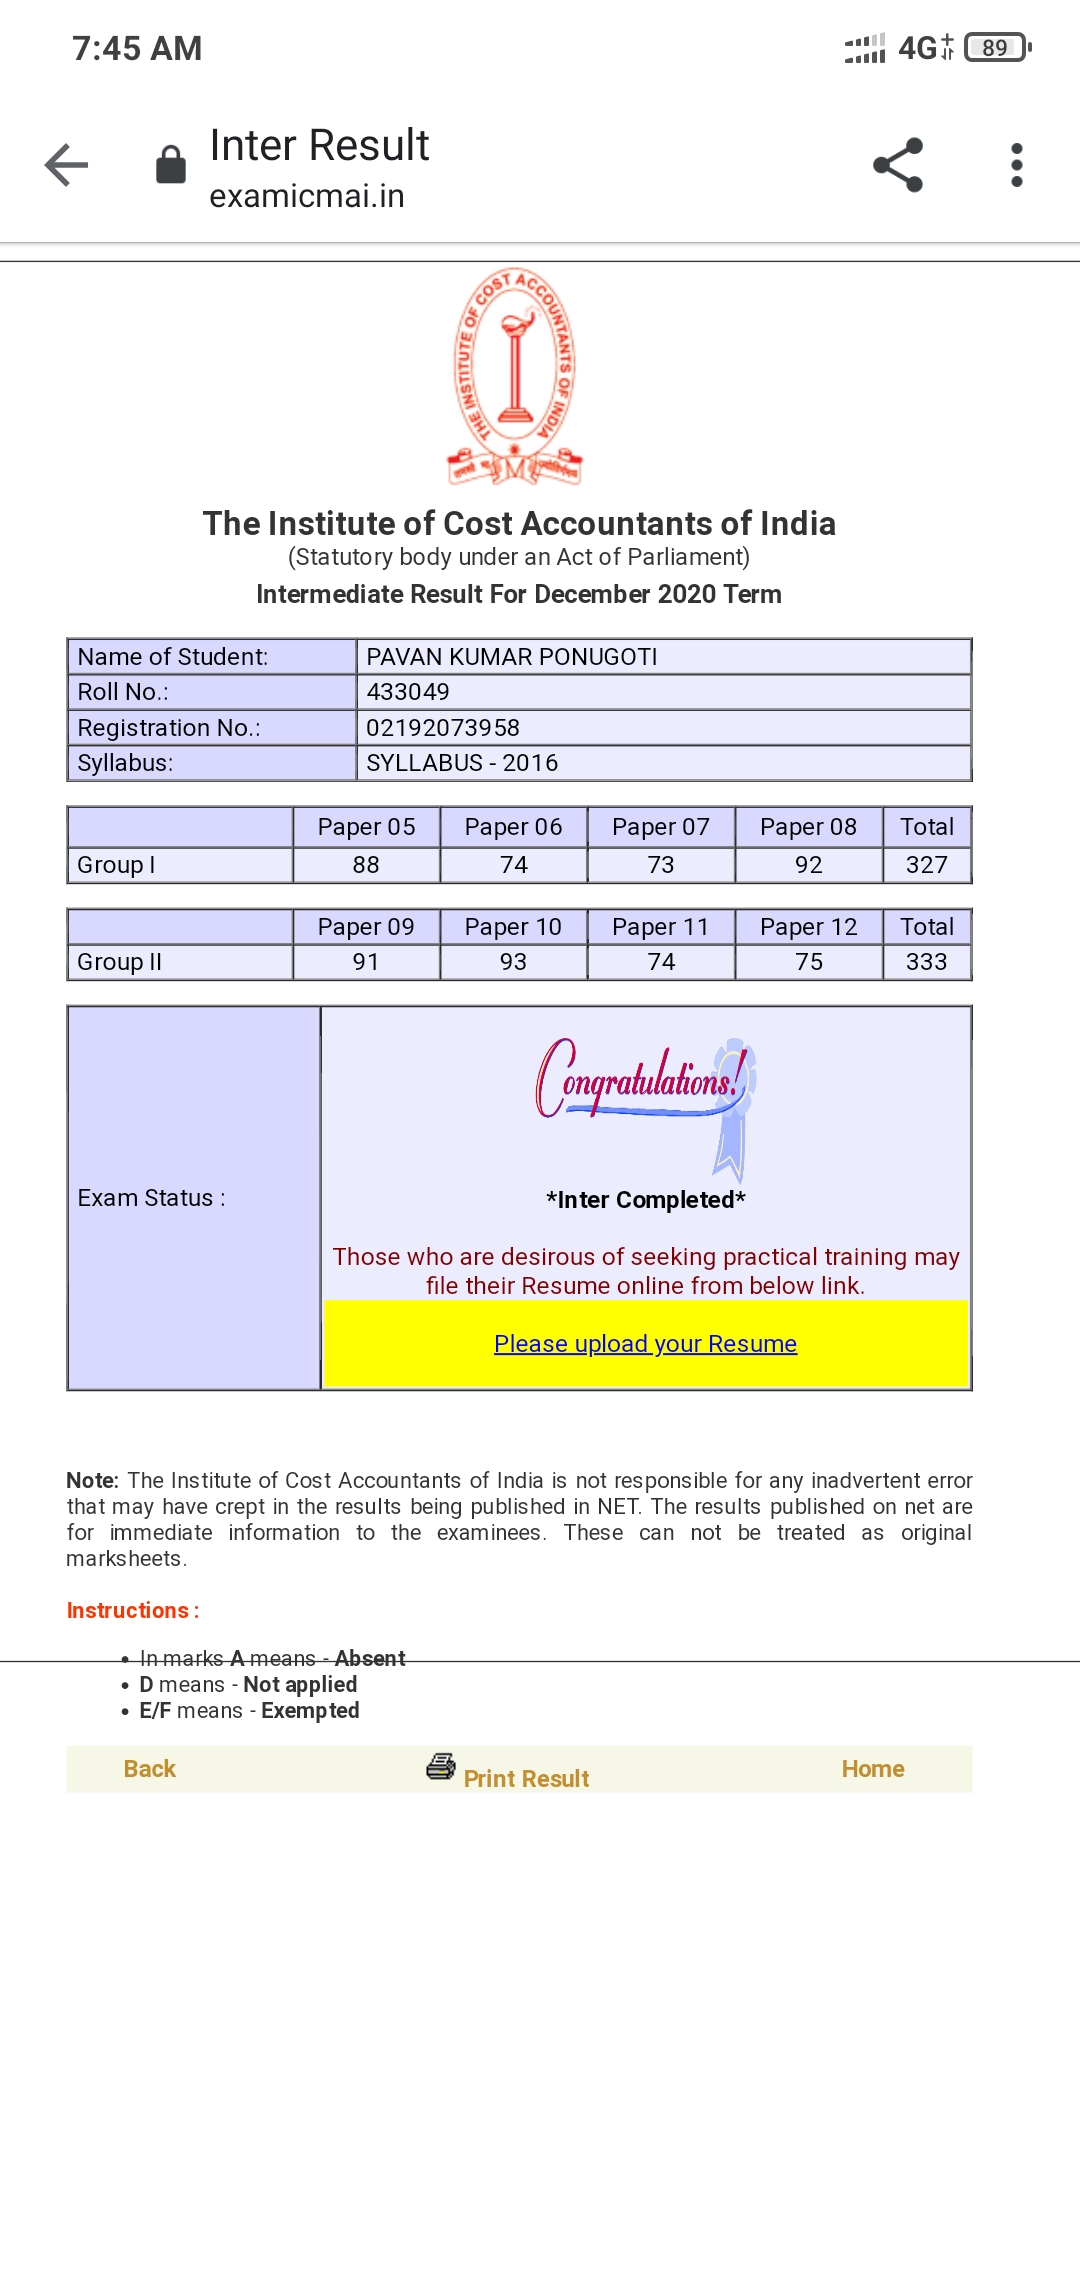 7:45 AM
4G
89
Inter Result
examicmai.in
THE INSTITUTE OF COST ACCOUNTANTS OF INDIA
The Institute of Cost Accountants of India
(Statutory body under an Act of Parliament)
Intermediate Result For December 2020 Term
Name of Student: PAVAN KUMAR PONUGOTI
Roll No.: 433049
Registration No.: 02192073958
Syllabus: SYLLABUS - 2016
Paper 05 Paper 06 Paper 07 Paper 08 Total
Group I 88 74 73 92 327
Paper 09 Paper 10 Paper 11 Paper 12 Total
Group II 91 93 74 75 333
Congratulations!
Exam Status : *Inter Completed*
Those who are desirous of seeking practical training may
file their Resume online from below link.
Please upload your Resume
Note: The Institute of Cost Accountants of India is not responsible for any inadvertent error
that may have crept in the results being published in NET. The results published on net are
for immediate information to the examinees. These can not be treated as original
marksheets.
Instructions :
• In marks A means - Absent
• D means - Not applied
• E/F means - Exempted
Back Print Result Home